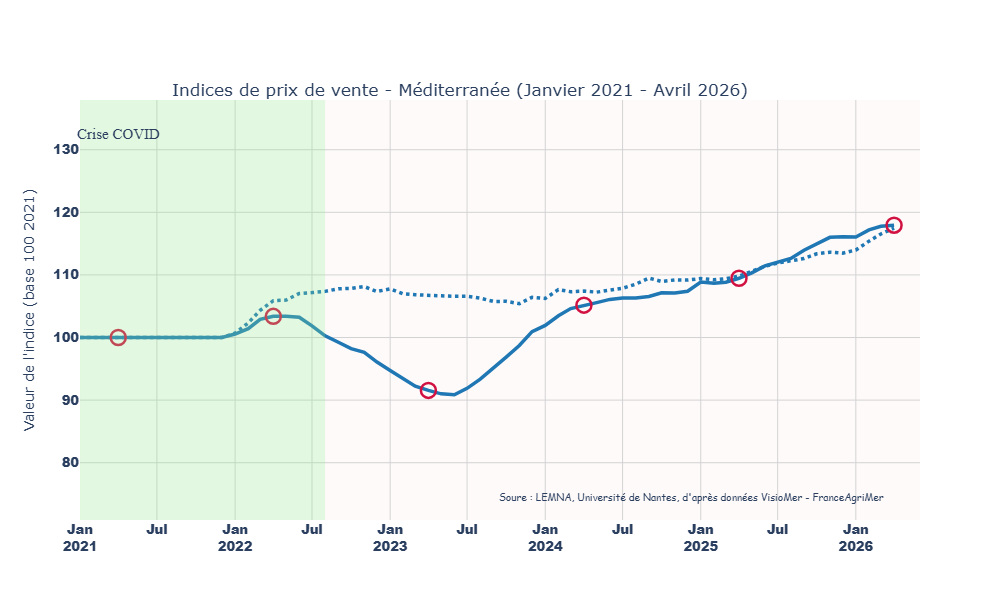 Indices de prix de vente - Méditerranée (Janvier 2021 - Avril 2026)
Crise COVID
130
120
110
100
90
80
Valeur de l'indice (base 100 2021)
Soure : LEMNA, Université de Nantes, d'après données VisioMer - FranceAgriMer
Jan Jul Jan Jul Jan Jul Jan Jul Jan Jul Jan
2021 2022 2023 2024 2025 2026